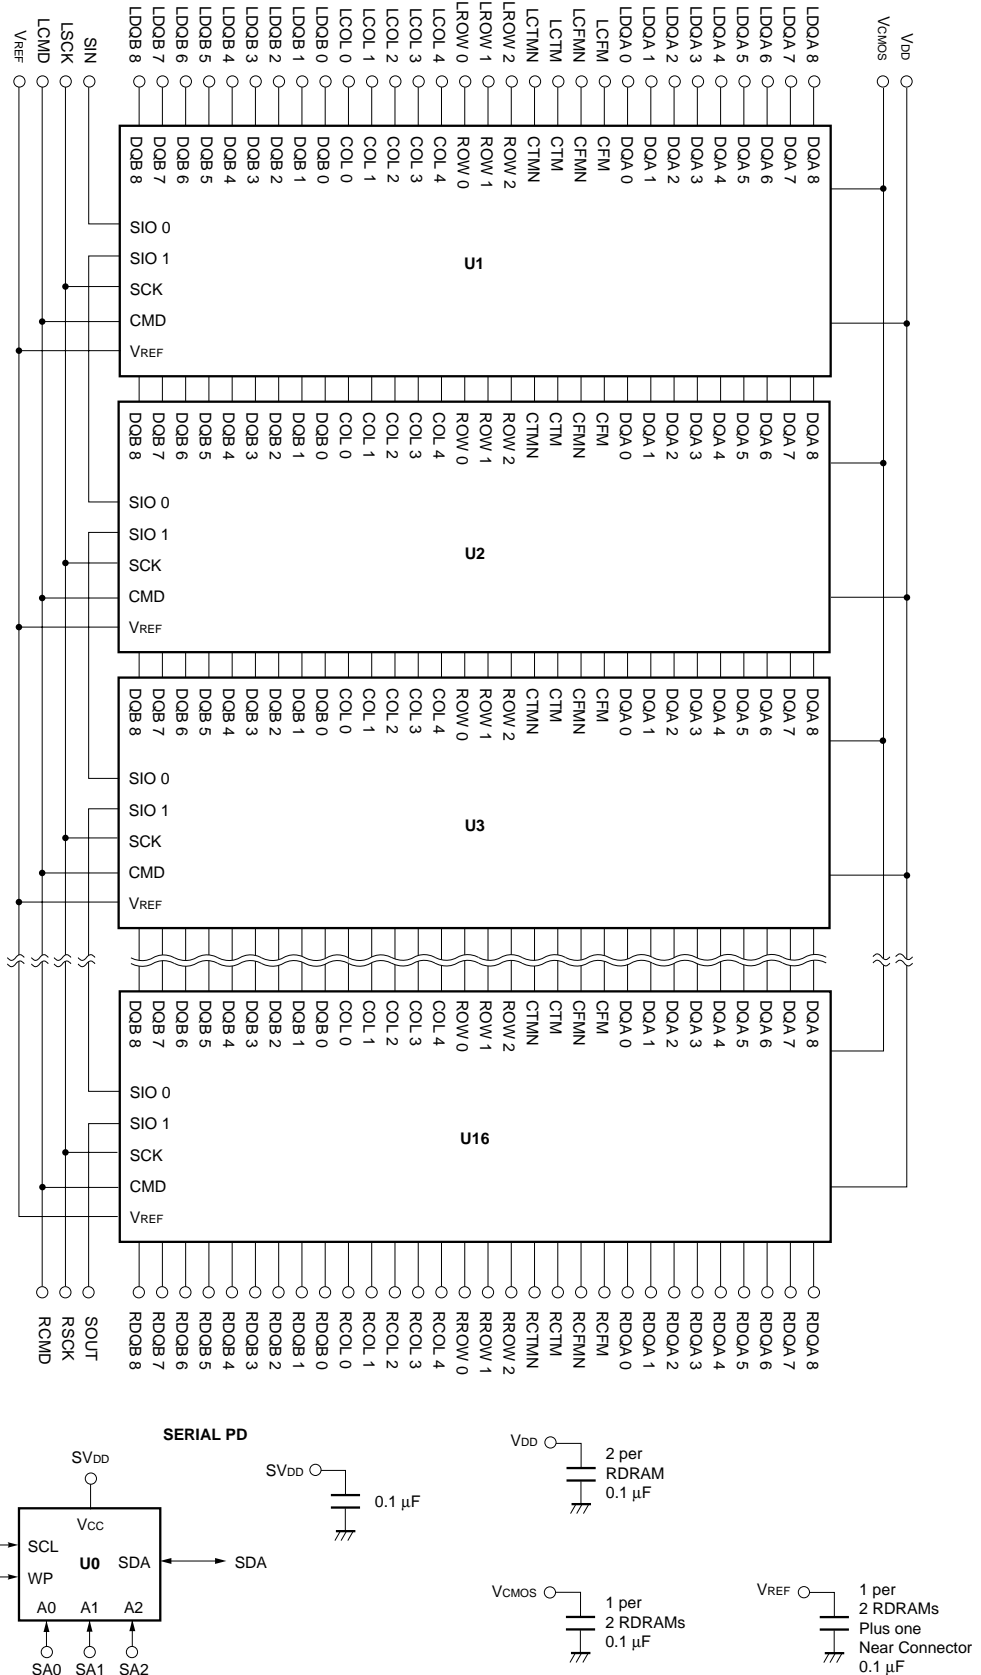 VREF LCMD LSCK SIN LDQB 8 LDQB 7 LDQB 6 LDQB 5 LDQB 4 LDQB 3 LDQB 2 LDQB 1 LDQB 0 LCOL 0 LCOL 1 LCOL 2 LCOL 3 LCOL 4 LROW 0 LROW 1 LROW 2 LCTMN LCTM LCFMN LCFM LDQA 0 LDQA 1 LDQA 2 LDQA 3 LDQA 4 LDQA 5 LDQA 6 LDQA 7 LDQA 8 VCMOS VDD
DQB 8 DQB 7 DQB 6 DQB 5 DQB 4 DQB 3 DQB 2 DQB 1 DQB 0 COL 0 COL 1 COL 2 COL 3 COL 4 ROW 0 ROW 1 ROW 2 CTMN CTM CFMN CFM DQA 0 DQA 1 DQA 2 DQA 3 DQA 4 DQA 5 DQA 6 DQA 7 DQA 8
SIO 0
SIO 1
U1
SCK
CMD
VREF
DQB 8 DQB 7 DQB 6 DQB 5 DQB 4 DQB 3 DQB 2 DQB 1 DQB 0 COL 0 COL 1 COL 2 COL 3 COL 4 ROW 0 ROW 1 ROW 2 CTMN CTM CFMN CFM DQA 0 DQA 1 DQA 2 DQA 3 DQA 4 DQA 5 DQA 6 DQA 7 DQA 8
SIO 0
SIO 1
U2
SCK
CMD
VREF
DQB 8 DQB 7 DQB 6 DQB 5 DQB 4 DQB 3 DQB 2 DQB 1 DQB 0 COL 0 COL 1 COL 2 COL 3 COL 4 ROW 0 ROW 1 ROW 2 CTMN CTM CFMN CFM DQA 0 DQA 1 DQA 2 DQA 3 DQA 4 DQA 5 DQA 6 DQA 7 DQA 8
SIO 0
SIO 1
U3
SCK
CMD
VREF
DQB 8 DQB 7 DQB 6 DQB 5 DQB 4 DQB 3 DQB 2 DQB 1 DQB 0 COL 0 COL 1 COL 2 COL 3 COL 4 ROW 0 ROW 1 ROW 2 CTMN CTM CFMN CFM DQA 0 DQA 1 DQA 2 DQA 3 DQA 4 DQA 5 DQA 6 DQA 7 DQA 8
SIO 0
SIO 1
U16
SCK
CMD
VREF
RCMD RSCK SOUT RDQB 8 RDQB 7 RDQB 6 RDQB 5 RDQB 4 RDQB 3 RDQB 2 RDQB 1 RDQB 0 RCOL 0 RCOL 1 RCOL 2 RCOL 3 RCOL 4 RROW 0 RROW 1 RROW 2 RCTMN RCTM RCFMN RCFM RDQA 0 RDQA 1 RDQA 2 RDQA 3 RDQA 4 RDQA 5 RDQA 6 RDQA 7 RDQA 8
SERIAL PD
SVDD
VCC
SCL
U0 SDA
SDA
WP
A0 A1 A2
SA0 SA1 SA2
SVDD
0.1 µF
VDD
2 per
RDRAM
0.1 µF
VCMOS
1 per
2 RDRAMs
0.1 µF
VREF
1 per
2 RDRAMs
Plus one
Near Connector
0.1 µF